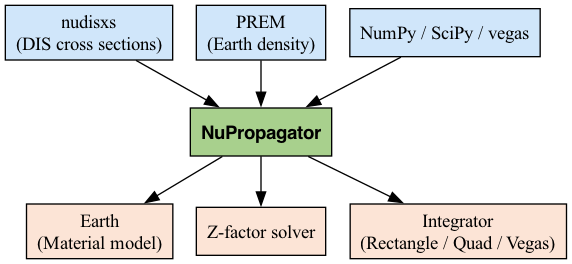 nudisxs
(DIS cross sections)
PREM
(Earth density)
NumPy / SciPy / vegas
NuPropagator
Earth
(Material model)
Z-factor solver
Integrator
(Rectangle / Quad / Vegas)